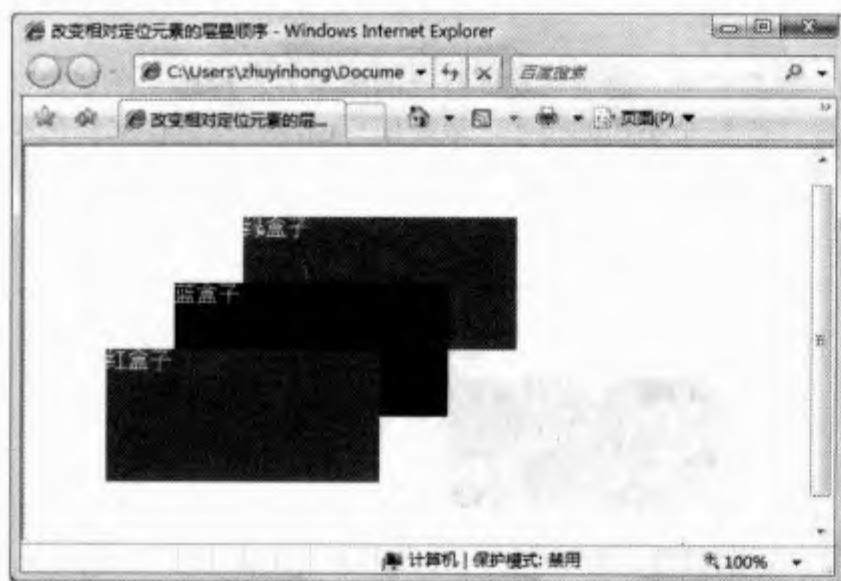 改变相对定位元素的层叠顺序 - Windows Internet Explorer
C:\Users\zhuyinhong\Docume
百度搜索
改变相对定位元素的层...
页面(P)
绿盒子
蓝盒子
红盒子
计算机 | 保护模式: 禁用
100%